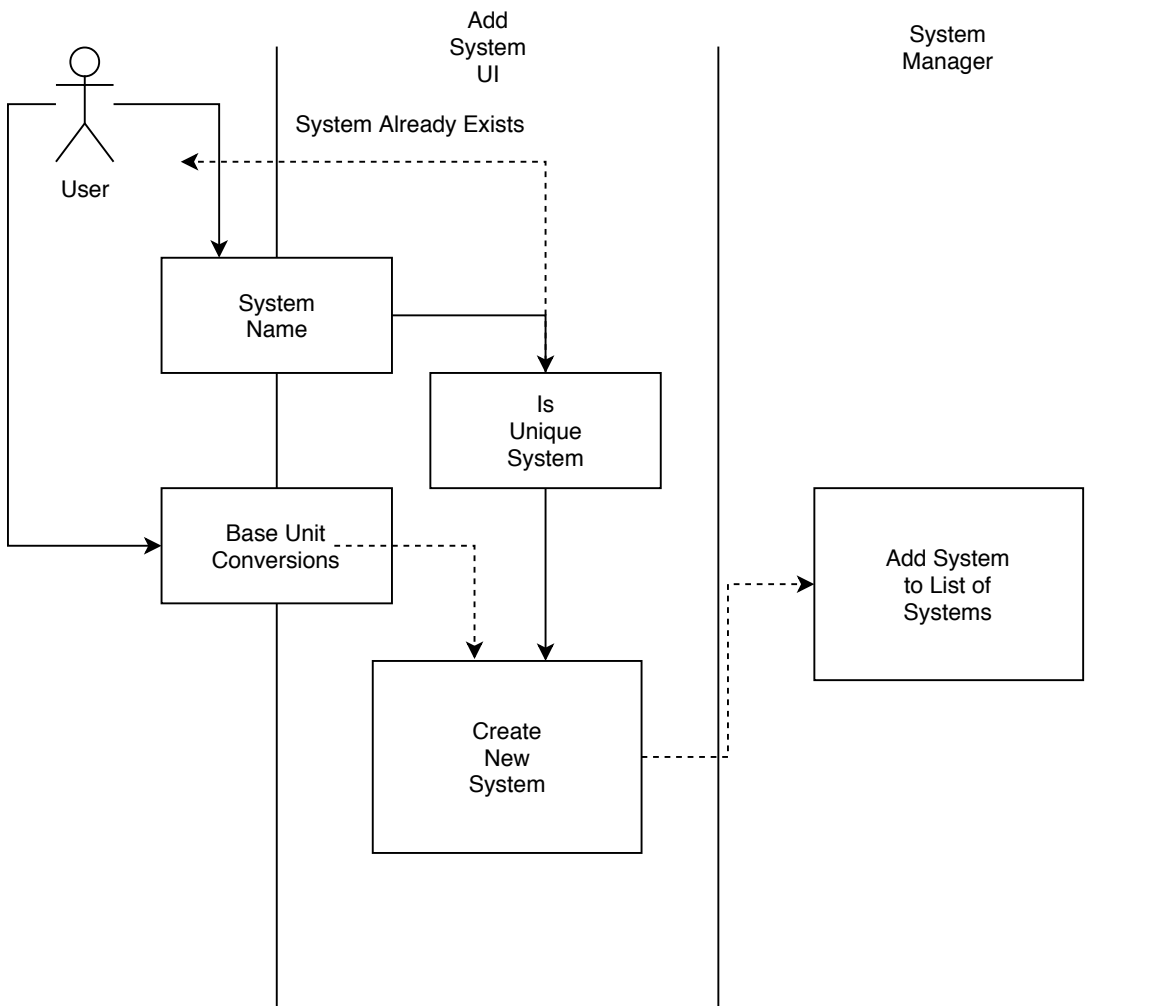 Add
System
UI
System
Manager
System Already Exists
User
System
Name
Is
Unique
System
Base Unit
Conversions
Add System
to List of
Systems
Create
New
System